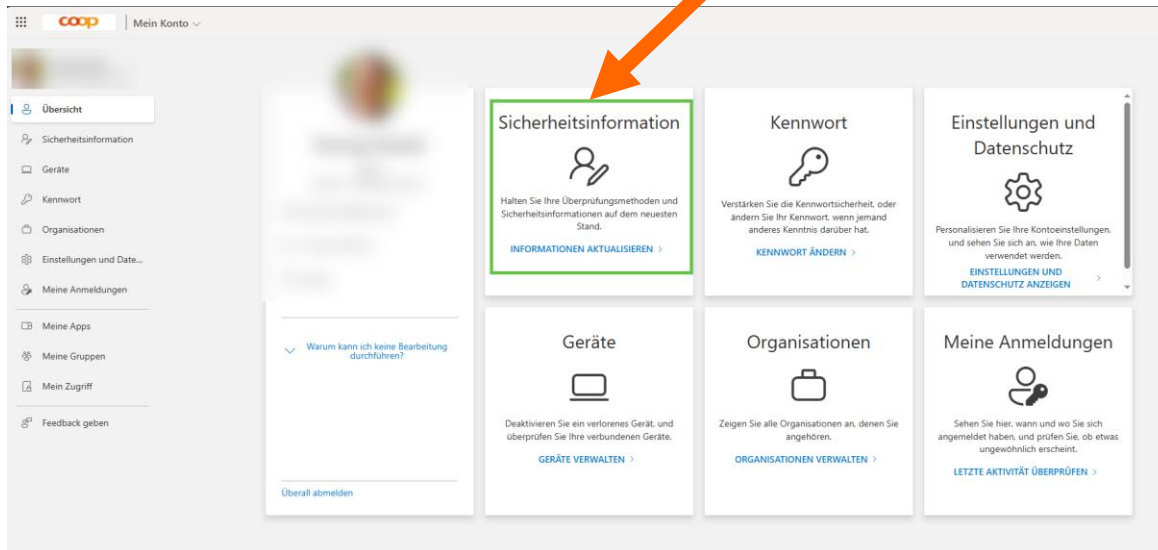 coop
Mein Konto
Übersicht
Sicherheitsinformation
Geräte
Kennwort
Organisationen
Einstellungen und Date...
Meine Anmeldungen
Meine Apps
Meine Gruppen
Mein Zugriff
Feedback geben
Warum kann ich keine Bearbeitung
durchführen?
Überall abmelden
Sicherheitsinformation
Halten Sie Ihre Überprüfungsmethoden und
Sicherheitsinformationen auf dem neuesten
Stand.
INFORMATIONEN AKTUALISIEREN >
Kennwort
Verstärken Sie die Kennwortsicherheit, oder
ändern Sie Ihr Kennwort, wenn jemand
anderes Kenntnis darüber hat.
KENNWORT ÄNDERN >
Einstellungen und
Datenschutz
Personalisieren Sie Ihre Kontoeinstellungen,
und sehen Sie sich an, wie Ihre Daten
verwendet werden.
EINSTELLUNGEN UND
DATENSCHUTZ ANZEIGEN >
Geräte
Deaktivieren Sie ein verlorenes Gerät, und
überprüfen Sie Ihre verbundenen Geräte.
GERÄTE VERWALTEN >
Organisationen
Zeigen Sie alle Organisationen an, denen Sie
angehören.
ORGANISATIONEN VERWALTEN >
Meine Anmeldungen
Sehen Sie hier, wann und wo Sie sich
angemeldet haben, und prüfen Sie, ob etwas
ungewöhnlich erscheint.
LETZTE AKTIVITÄT ÜBERPRÜFEN >